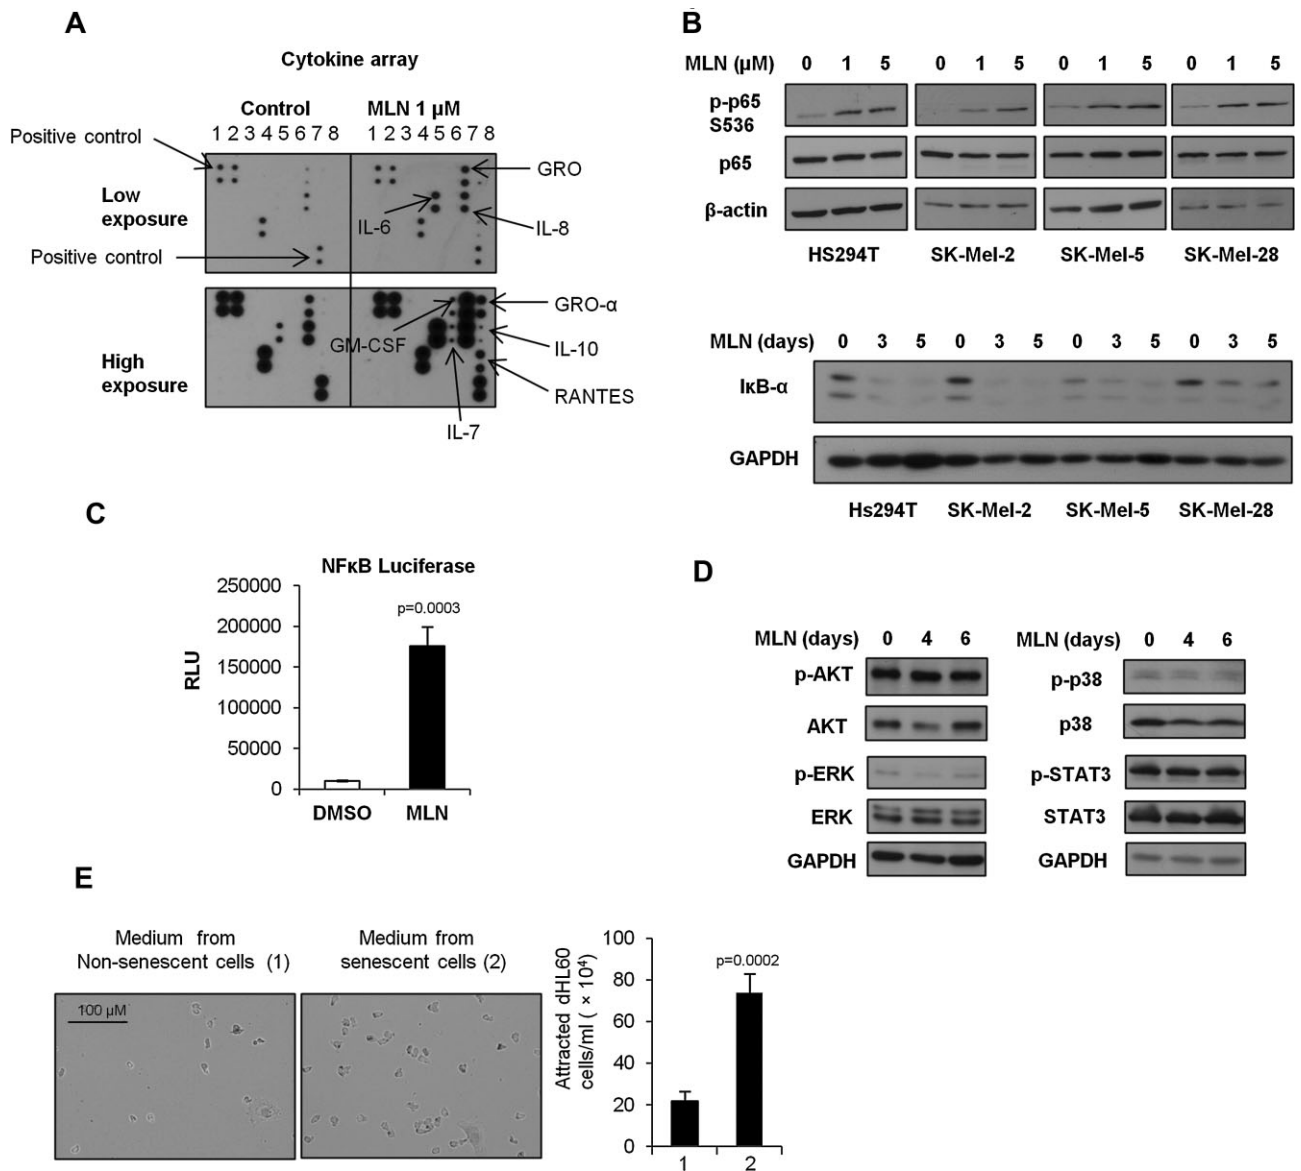 A
Cytokine array
Control MLN 1 µM
1 2 3 4 5 6 7 8 1 2 3 4 5 6 7 8
Positive control
Low
exposure
Positive control
GRO
IL-6
IL-8
High
exposure
GRO-α
GM-CSF
IL-10
RANTES
IL-7
B
MLN (µM) 0 1 5 0 1 5 0 1 5 0 1 5
p-p65
S536
p65
β-actin
HS294T SK-Mel-2 SK-Mel-5 SK-Mel-28
MLN (days) 0 3 5 0 3 5 0 3 5 0 3 5
IκB-α
GAPDH
Hs294T SK-Mel-2 SK-Mel-5 SK-Mel-28
C
NFκB Luciferase
250000
200000
150000
100000
50000
0
RLU
p=0.0003
DMSO MLN
D
MLN (days) 0 4 6
p-AKT
AKT
p-ERK
ERK
GAPDH
MLN (days) 0 4 6
p-p38
p38
p-STAT3
STAT3
GAPDH
E
Medium from
Non-senescent cells (1)
Medium from
senescent cells (2)
100 µM
Attracted dHL60
cells/ml ( × 10⁴)
100
80
60
40
20
0
p=0.0002
1 2